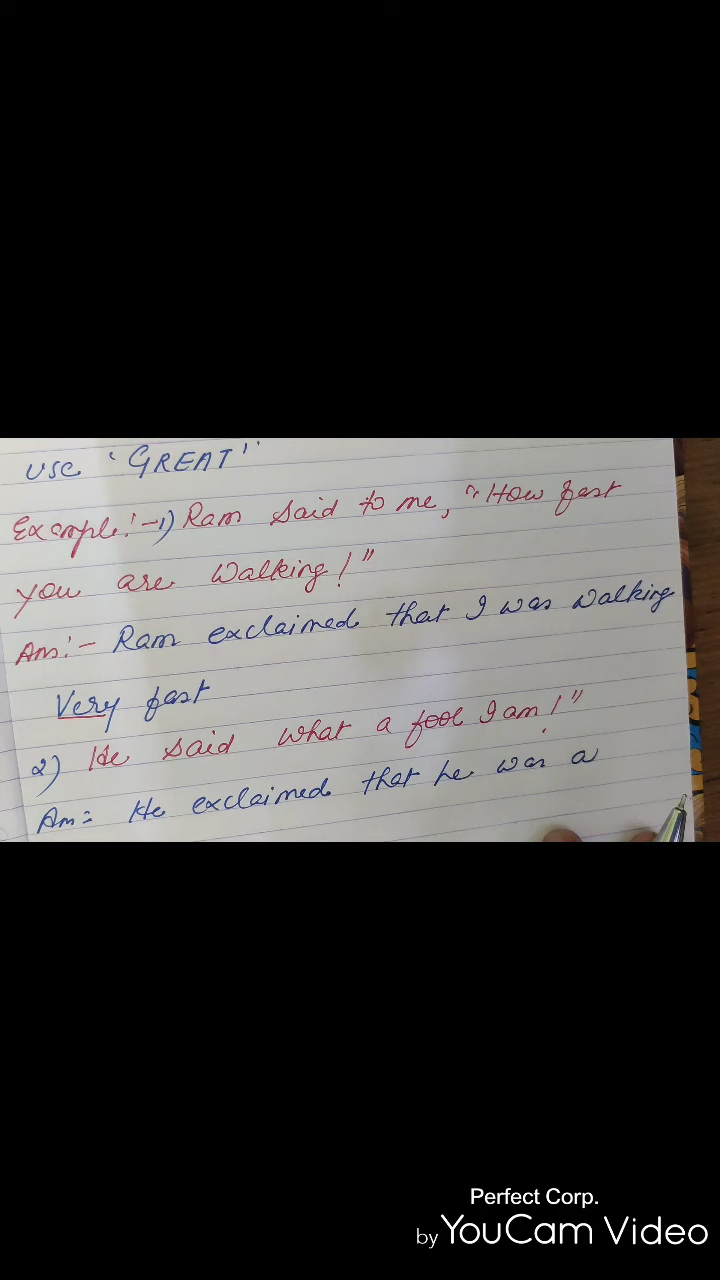 USE 'GREAT'
Example:-1) Ram said to me, "How fast
you are walking!"
Ans:- Ram exclaimed that I was walking
Very fast
2) He said what a fool I am!"
Ans= He exclaimed that he was a
Perfect Corp.
by YouCam Video